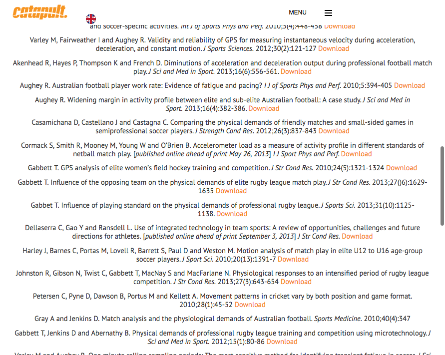 catapult.
MENU
and soccer-specific activities. Int J of Sports Phys and Perf. 2010;5(4):448-458 Download
Varley M, Fairweather I and Aughey R. Validity and reliability of GPS for measuring instantaneous velocity during acceleration,
deceleration, and constant motion. J Sports Sciences. 2012;30(2):121-127 Download
Akenhead R, Hayes P, Thompson K and French D. Diminutions of acceleration and deceleration output during professional football match
play. J Sci and Med in Sport. 2013;16(6):556-561. Download
Aughey R. Australian football player work rate: Evidence of fatigue and pacing? I J of Sports Phys and Perf. 2010;5:394-405 Download
Aughey R. Widening margin in activity profile between elite and sub-elite Australian football: A case study. J Sci and Med in
Sport. 2013;16(4):382-386. Download
Casamichana D, Castellano J and Castagna C. Comparing the physical demands of friendly matches and small-sided games in
semiprofessional soccer players. J Strength Cond Res. 2012;26(3):837-843 Download
Cormack S, Smith R, Mooney M, Young W and O'Brien B. Accelerometer load as a measure of activity profile in different standards of
netball match play. [published online ahead of print May 26, 2013] I J Sport Phys and Perf. Download
Gabbett T. GPS analysis of elite women's field hockey training and competition. J Str Cond Res. 2010;24(5):1321-1324 Download
Gabbett T. Influence of the opposing team on the physical demands of elite rugby league match play. J Str Cond Res. 2013;27(6):1629-
1635 Download
Gabbet T. Influence of playing standard on the physical demands of professional rugby league. J Sports Sci. 2013;31(10):1125-
1138. Download
Dellaserra C, Gao Y and Ransdell L. Use of integrated technology in team sports: A review of opportunities, challenges and future
directions for athletes. [published online ahead of print September 3, 2013] J Str Cond Res. Download
Harley J, Barnes C, Portas M, Lovell R, Barrett S, Paul D and Weston M. Motion analysis of match play in elite U12 to U16 age-group
soccer players. J Sport Sci. 2010;20(13):1391-7 Download
Johnston R, Gibson N, Twist C, Gabbett T, MacNay S and MacFarlane N. Physiological responses to an intensified period of rugby league
competition. J Str Cond Res. 2013;27(3):643-654 Download
Petersen C, Pyne D, Dawson B, Portus M and Kellett A. Movement patterns in cricket vary by both position and game format.
2010;28(1):45-52 Download
Gray A and Jenkins D. Match analysis and the physiological demands of Australian football. Sports Medicine. 2010;40(4):347
Gabbett T, Jenkins D and Abernathy B. Physical demands of professional rugby league training and competition using microtechnology. J
Sci and Med in Sport. 2012;15(1):80-86 Download